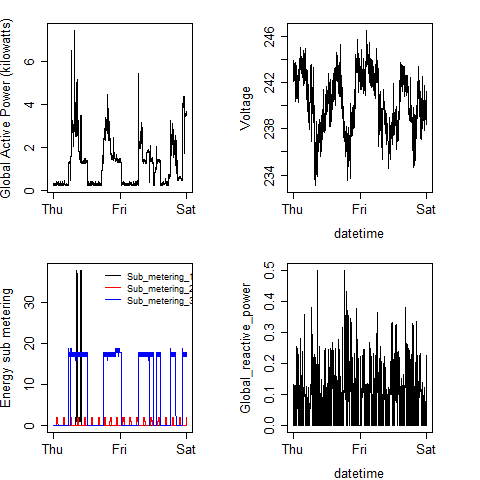 Global Active Power (kilowatts)
0 2 4 6
Thu Fri Sat
Voltage
234 238 242 246
Thu Fri Sat
datetime
Energy sub metering
0 10 20 30
Sub_metering_1
Sub_metering_2
Sub_metering_3
Thu Fri Sat
Global_reactive_power
0.0 0.1 0.2 0.3 0.4 0.5
Thu Fri Sat
datetime